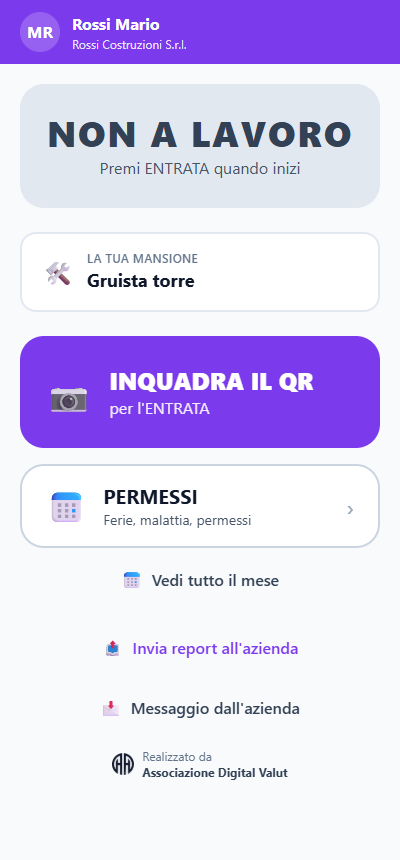 MR
Rossi Mario
Rossi Costruzioni S.r.l.
NON A LAVORO
Premi ENTRATA quando inizi
LA TUA MANSIONE
Gruista torre
INQUADRA IL QR
per l'ENTRATA
PERMESSI
Ferie, malattia, permessi
Vedi tutto il mese
Invia report all'azienda
Messaggio dall'azienda
Realizzato da
Associazione Digital Valut